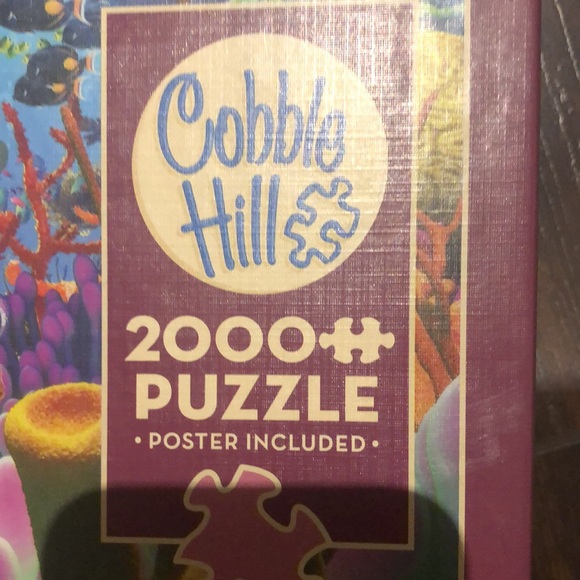 Cobble
Hill
2000
PUZZLE
• POSTER INCLUDED •